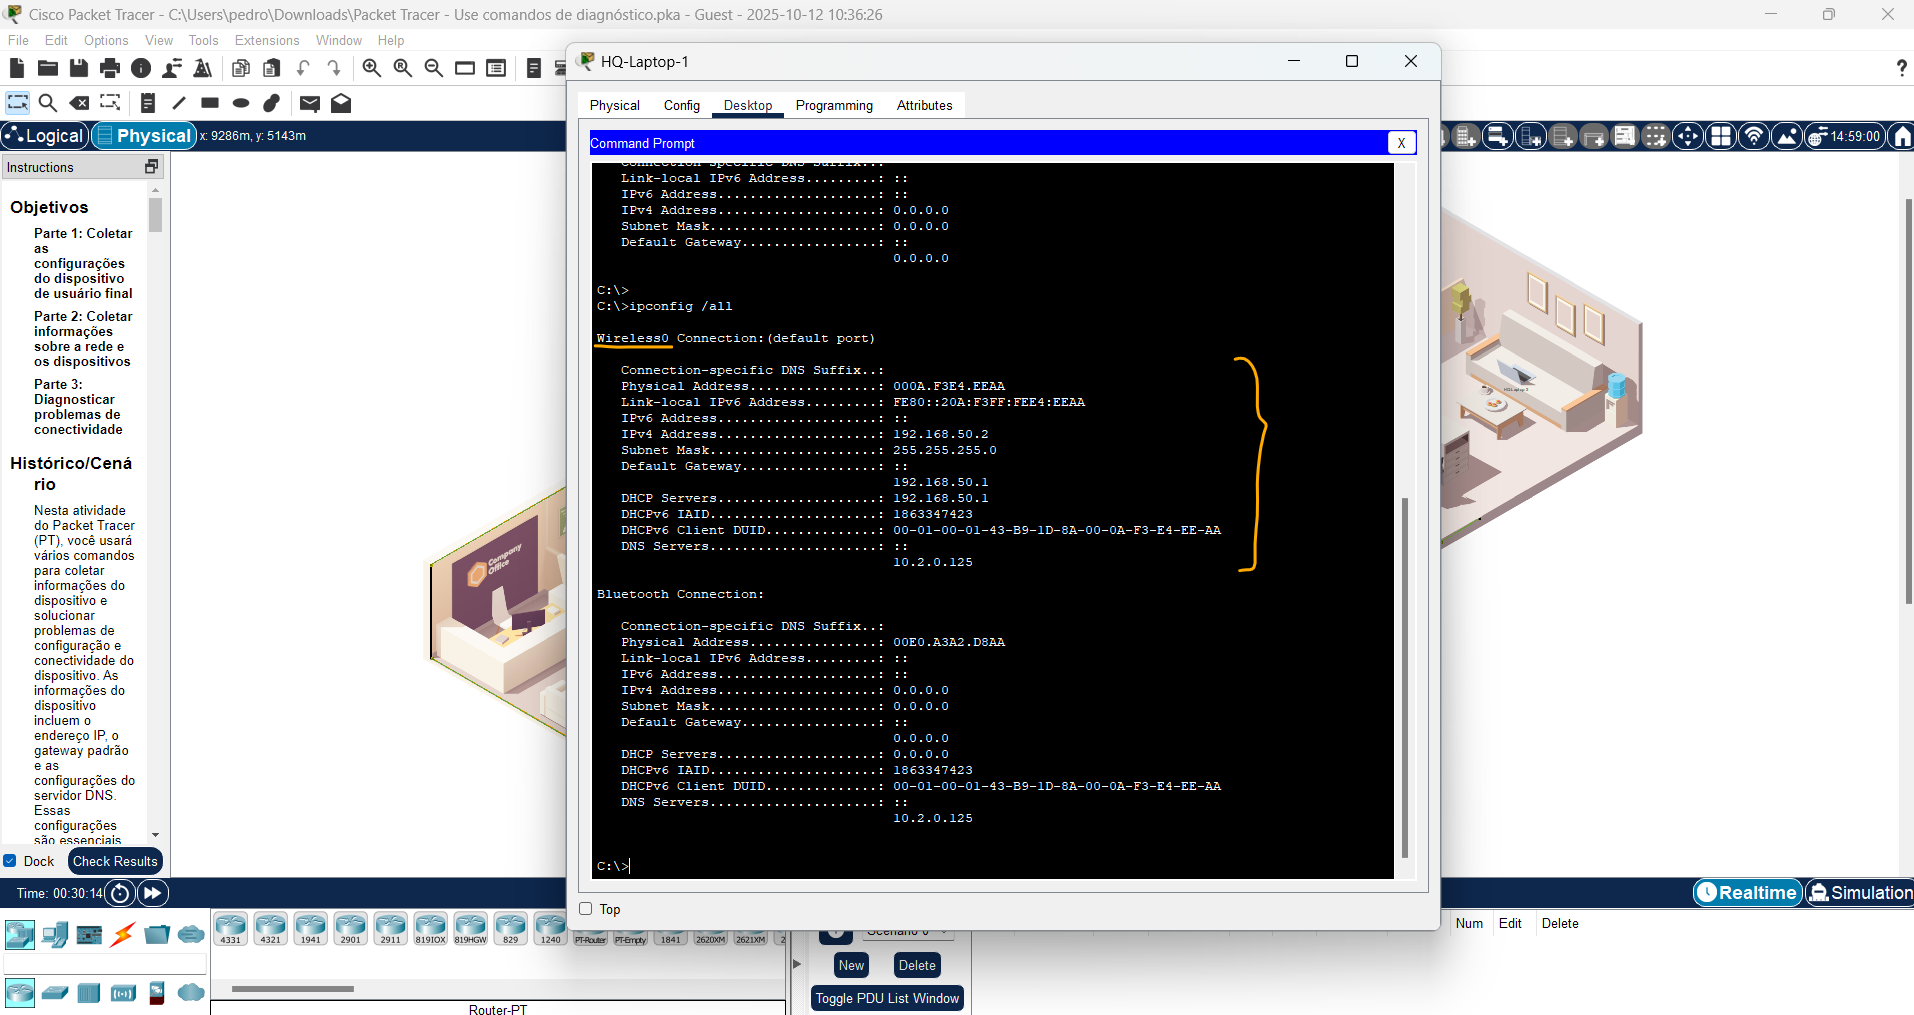 Cisco Packet Tracer - C:\Users\pedro\Downloads\Packet Tracer - Use comandos de diagnóstico.pka - Guest - 2025-10-12 10:36:26
File Edit Options View Tools Extensions Window Help
Logical Physical x: 9286m, y: 5143m
14:59:00
Instructions
Objetivos
Parte 1: Coletar
as
configurações
do dispositivo
de usuário final
Parte 2: Coletar
informações
sobre a rede e
os dispositivos
Parte 3:
Diagnosticar
problemas de
conectividade
Histórico/Cená
rio
Nesta atividade
do Packet Tracer
(PT), você usará
vários comandos
para coletar
informações do
dispositivo e
solucionar
problemas de
configuração e
conectividade do
dispositivo. As
informações do
dispositivo
incluem o
endereço IP, o
gateway padrão
e as
configurações do
servidor DNS.
Essas
configurações
são essenciais
Dock Check Results
Company
Office
HQ-Laptop-1
Physical Config Desktop Programming Attributes
Command Prompt X
Connection-specific DNS Suffix..:
Link-local IPv6 Address.........: ::
IPv6 Address....................: ::
IPv4 Address....................: 0.0.0.0
Subnet Mask.....................: 0.0.0.0
Default Gateway.................: ::
0.0.0.0
C:\>
C:\>ipconfig /all
Wireless0 Connection:(default port)
Connection-specific DNS Suffix..:
Physical Address................: 000A.F3E4.EEAA
Link-local IPv6 Address.........: FE80::20A:F3FF:FEE4:EEAA
IPv6 Address....................: ::
IPv4 Address....................: 192.168.50.2
Subnet Mask.....................: 255.255.255.0
Default Gateway.................: ::
192.168.50.1
DHCP Servers....................: 192.168.50.1
DHCPv6 IAID.....................: 1863347423
DHCPv6 Client DUID..............: 00-01-00-01-43-B9-1D-8A-00-0A-F3-E4-EE-AA
DNS Servers.....................: ::
10.2.0.125
Bluetooth Connection:
Connection-specific DNS Suffix..:
Physical Address................: 00E0.A3A2.D8AA
Link-local IPv6 Address.........: ::
IPv6 Address....................: ::
IPv4 Address....................: 0.0.0.0
Subnet Mask.....................: 0.0.0.0
Default Gateway.................: ::
0.0.0.0
DHCP Servers....................: 0.0.0.0
DHCPv6 IAID.....................: 1863347423
DHCPv6 Client DUID..............: 00-01-00-01-43-B9-1D-8A-00-0A-F3-E4-EE-AA
DNS Servers.....................: ::
10.2.0.125
C:\>
Top
Time: 00:30:14
Realtime Simulation
4331 4321 1941 2901 2911 819IOX 819HGW 829 1240 PT-Router PT-Empty 1841 2620XM 2621XM 2
Scenario 0
Num Edit Delete
New Delete
Toggle PDU List Window
Router-PT